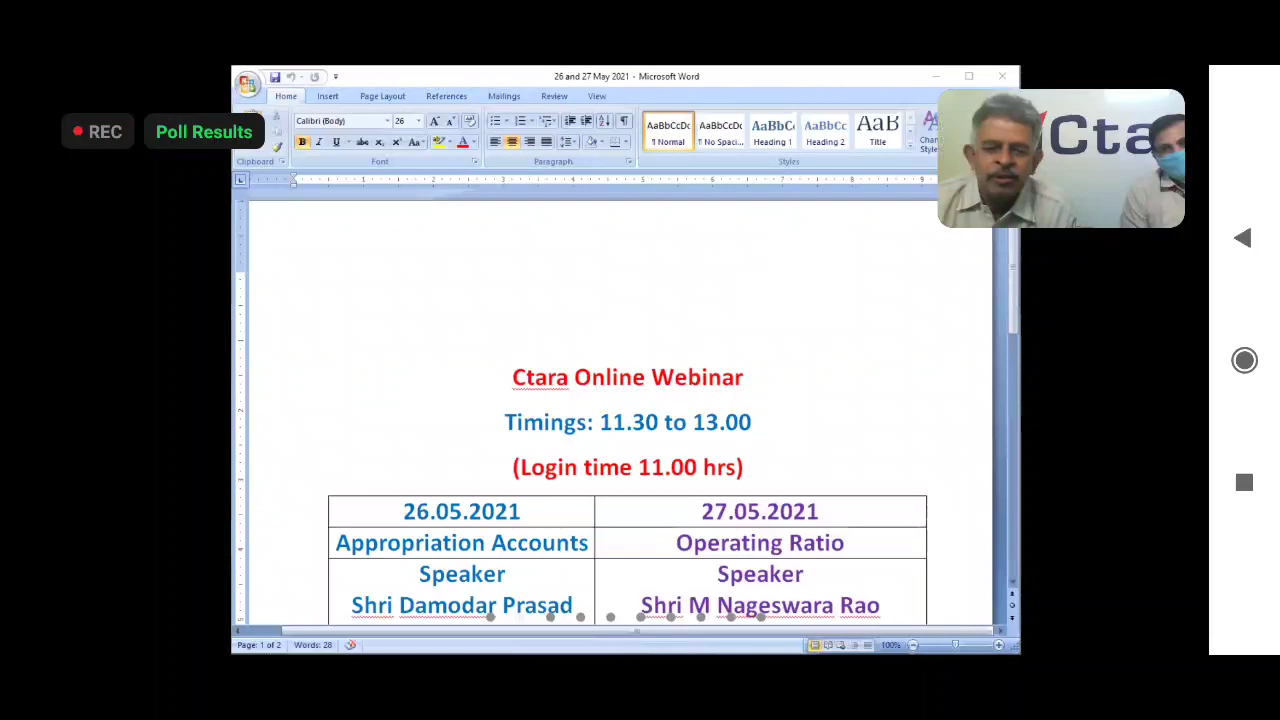 26 and 27 May 2021 - Microsoft Word
Home Insert Page Layout References Mailings Review View
REC
Poll Results
Calibri (Body) 26
AaBbCcDc AaBbCcDc AaBbCc AaBbCc AaB
¶ Normal ¶ No Spaci... Heading 1 Heading 2 Title
Clipboard Font Paragraph Styles
Cta
Ctara Online Webinar
Timings: 11.30 to 13.00
(Login time 11.00 hrs)
26.05.2021 27.05.2021
Appropriation Accounts Operating Ratio
Speaker Speaker
Shri Damodar Prasad Shri M Nageswara Rao
Page: 1 of 2 Words: 28 100%